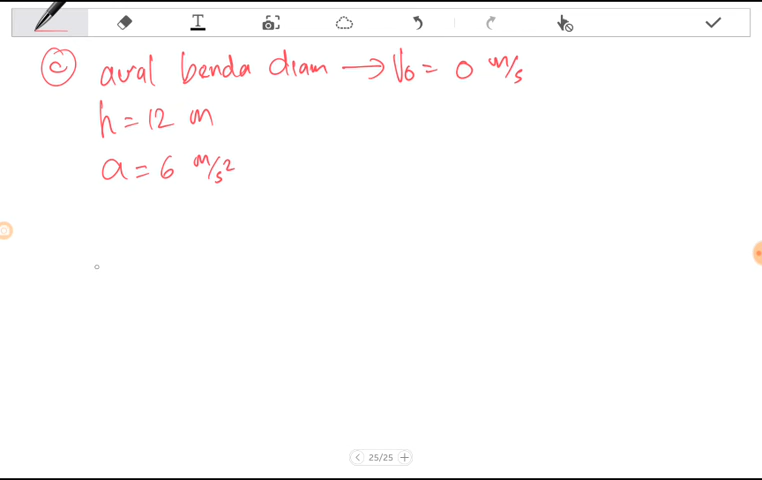 T
ⓒ awal benda diam → V₀ = 0 m/s
h = 12 m
a = 6 m/s²
25/25